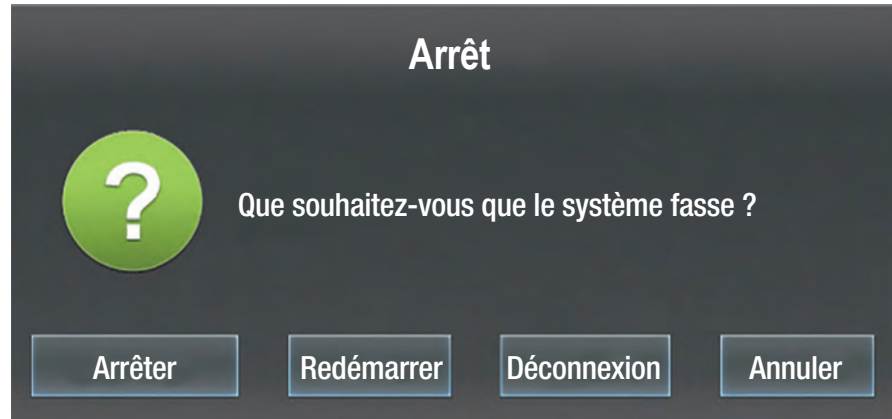 Arrêt
?
Que souhaitez-vous que le système fasse ?
Arrêter Redémarrer Déconnexion Annuler